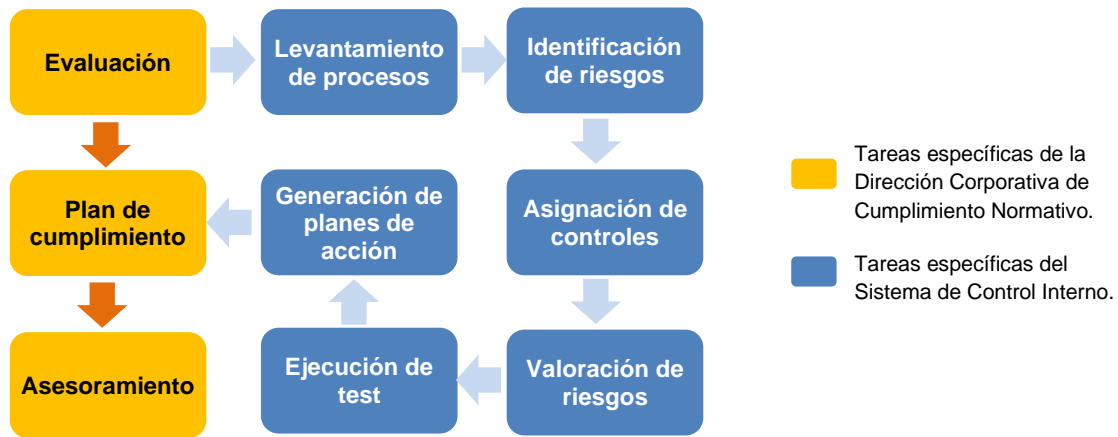 Evaluación
Levantamiento
de procesos
Identificación
de riesgos
Plan de
cumplimiento
Generación de
planes de
acción
Asignación de
controles
Asesoramiento
Ejecución de
test
Valoración de
riesgos
Tareas específicas de la
Dirección Corporativa de
Cumplimiento Normativo.
Tareas específicas del
Sistema de Control Interno.